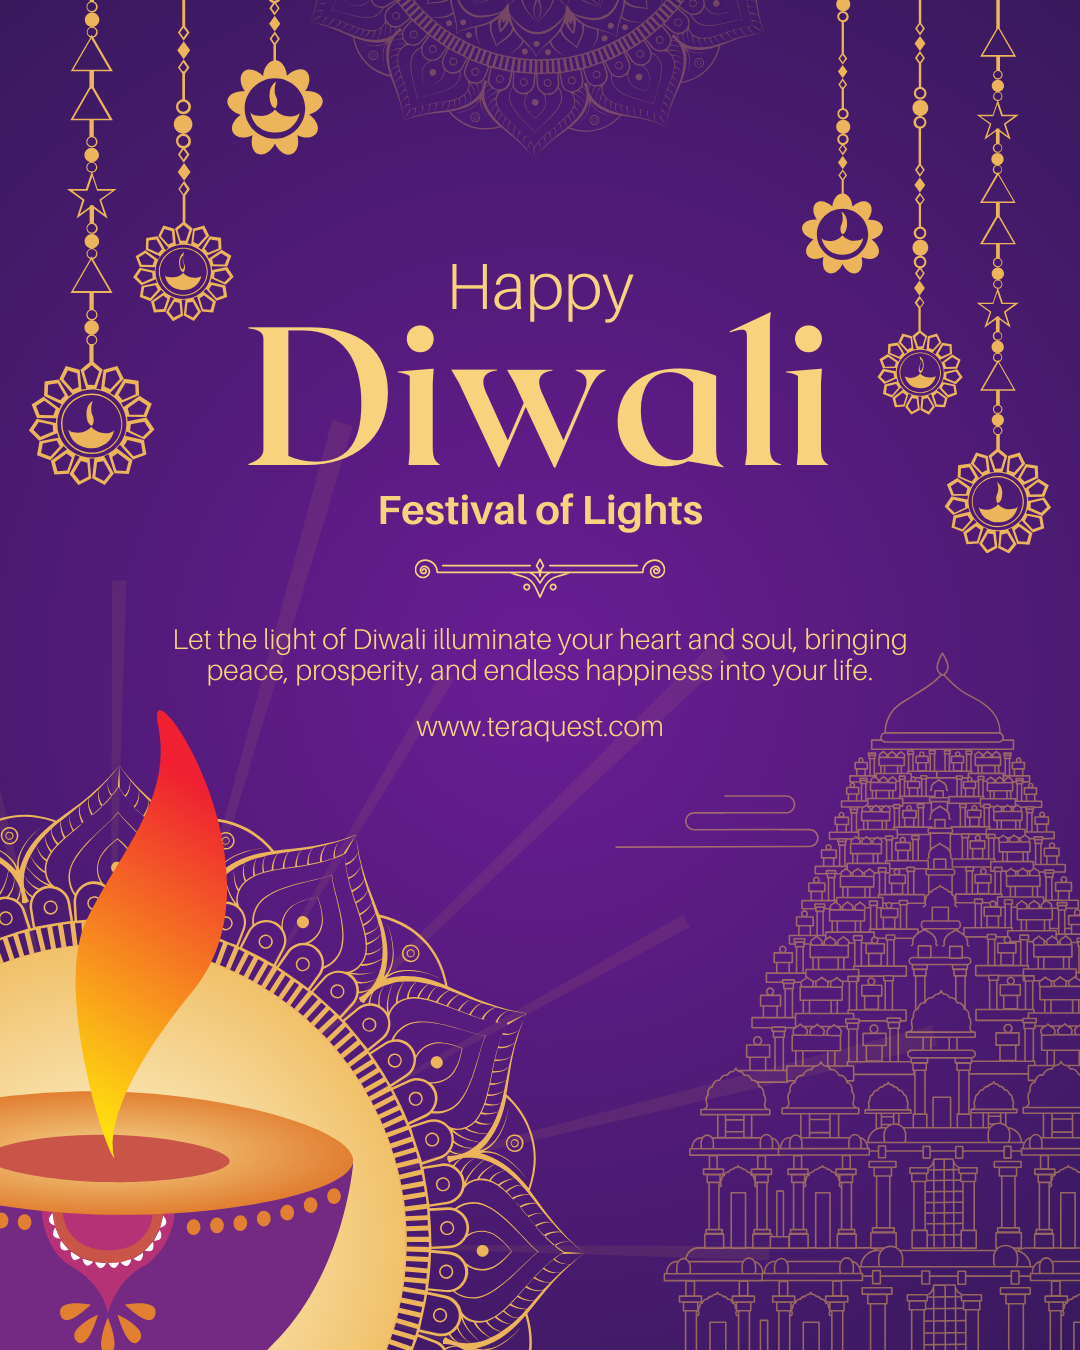 Happy
Diwali
Festival of Lights
Let the light of Diwali illuminate your heart and soul, bringing
peace, prosperity, and endless happiness into your life.
www.teraquest.com